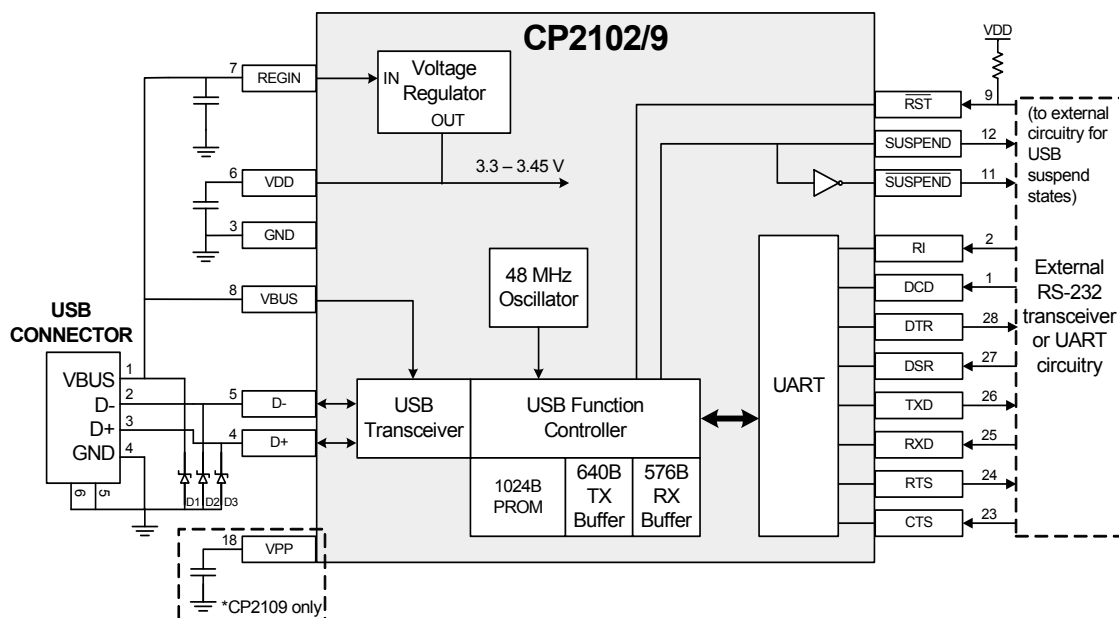 CP2102/9
VDD
7
REGIN
IN
Voltage
Regulator
OUT
9
RST
(to external
circuitry for
USB
suspend
states)
12
SUSPEND
11
SUSPEND
6
VDD
3.3 – 3.45 V
3
GND
8
VBUS
48 MHz
Oscillator
2
RI
1
DCD
28
DTR
27
DSR
26
TXD
25
RXD
24
RTS
23
CTS
External
RS-232
transceiver
or UART
circuitry
UART
USB
CONNECTOR
VBUS
1
D-
2
D+
3
GND
4
6
5
D1
D2
D3
5
D-
4
D+
USB
Transceiver
USB Function
Controller
1024B
PROM
640B
TX
Buffer
576B
RX
Buffer
18
VPP
*CP2109 only